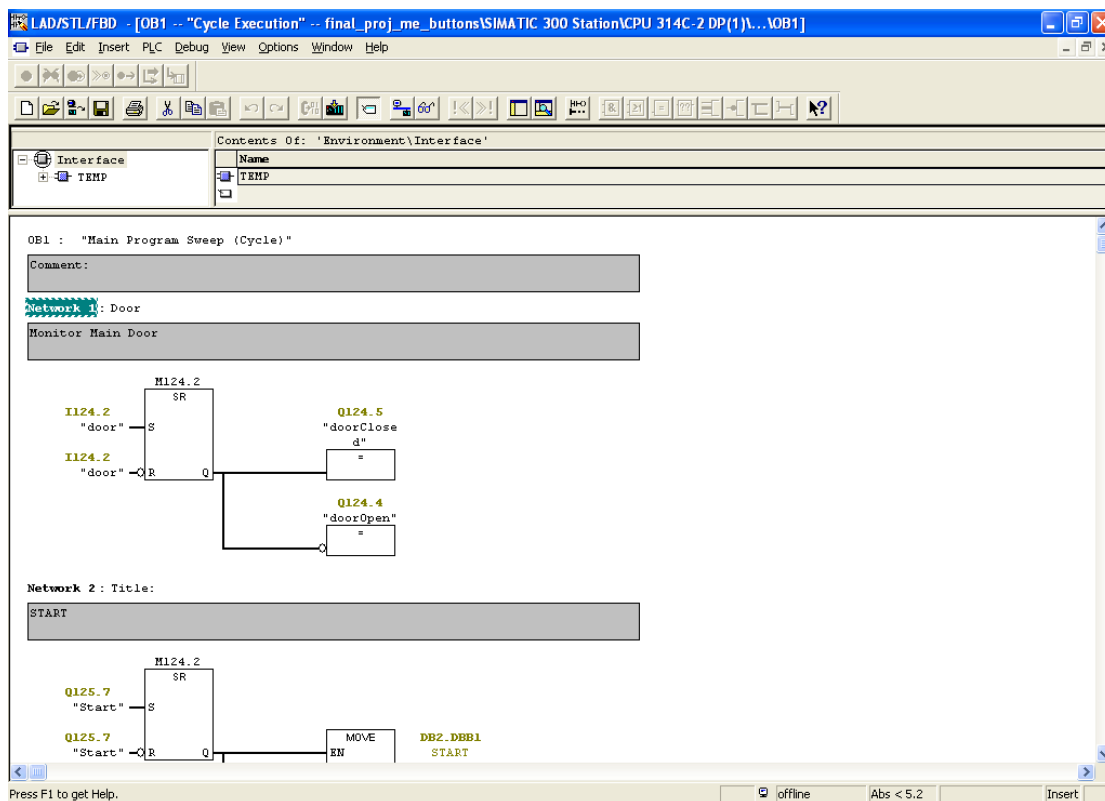 LAD/STL/FBD - [OB1 -- "Cycle Execution" -- final_proj_me_buttons\SIMATIC 300 Station\CPU 314C-2 DP(1)\...\OB1]
File Edit Insert PLC Debug View Options Window Help
Contents Of: 'Environment\Interface'
Interface
Name
TEMP
TEMP
OB1 : "Main Program Sweep (Cycle)"
Comment:
Network 1: Door
Monitor Main Door
M124.2
SR
I124.2
"door"
S
I124.2
"door"
R Q
Q124.5
"doorClose
d"
=
Q124.4
"doorOpen"
=
Network 2 : Title:
START
M124.2
SR
Q125.7
"Start"
S
Q125.7
"Start"
R Q
MOVE
EN
DB2.DBB1
START
Press F1 to get Help.
offline
Abs < 5.2
Insert